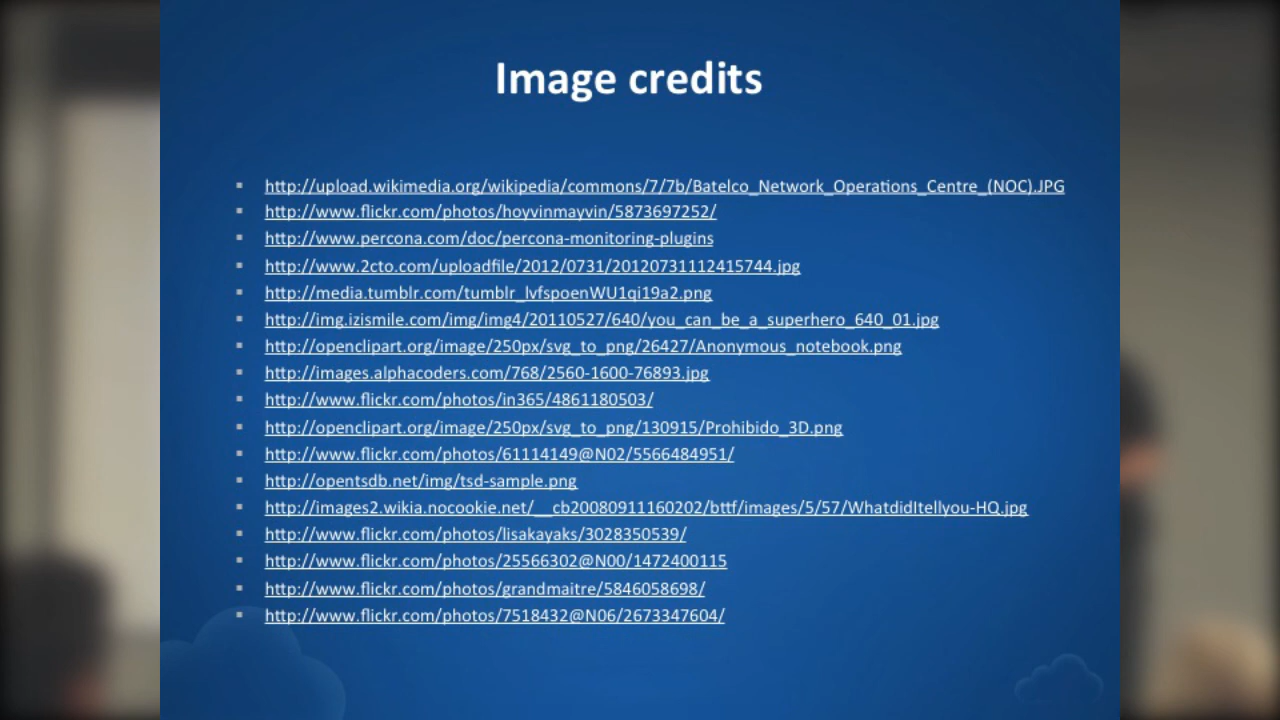 Image credits
http://upload.wikimedia.org/wikipedia/commons/7/7b/Batelco_Network_Operations_Centre_(NOC).JPG
http://www.flickr.com/photos/hoyvinmayvin/5873697252/
http://www.percona.com/doc/percona-monitoring-plugins
http://www.2cto.com/uploadfile/2012/0731/20120731112415744.jpg
http://media.tumblr.com/tumblr_lvfspoenWU1qi19a2.png
http://img.izismile.com/img/img4/20110527/640/you_can_be_a_superhero_640_01.jpg
http://openclipart.org/image/250px/svg_to_png/26427/Anonymous_notebook.png
http://images.alphacoders.com/768/2560-1600-76893.jpg
http://www.flickr.com/photos/in365/4861180503/
http://openclipart.org/image/250px/svg_to_png/130915/Prohibido_3D.png
http://www.flickr.com/photos/61114149@N02/5566484951/
http://opentsdb.net/img/tsd-sample.png
http://images2.wikia.nocookie.net/__cb20080911160202/bttf/images/5/57/WhatdidItellyou-HQ.jpg
http://www.flickr.com/photos/lisakayaks/3028350539/
http://www.flickr.com/photos/25566302@N00/1472400115
http://www.flickr.com/photos/grandmaitre/5846058698/
http://www.flickr.com/photos/7518432@N06/2673347604/